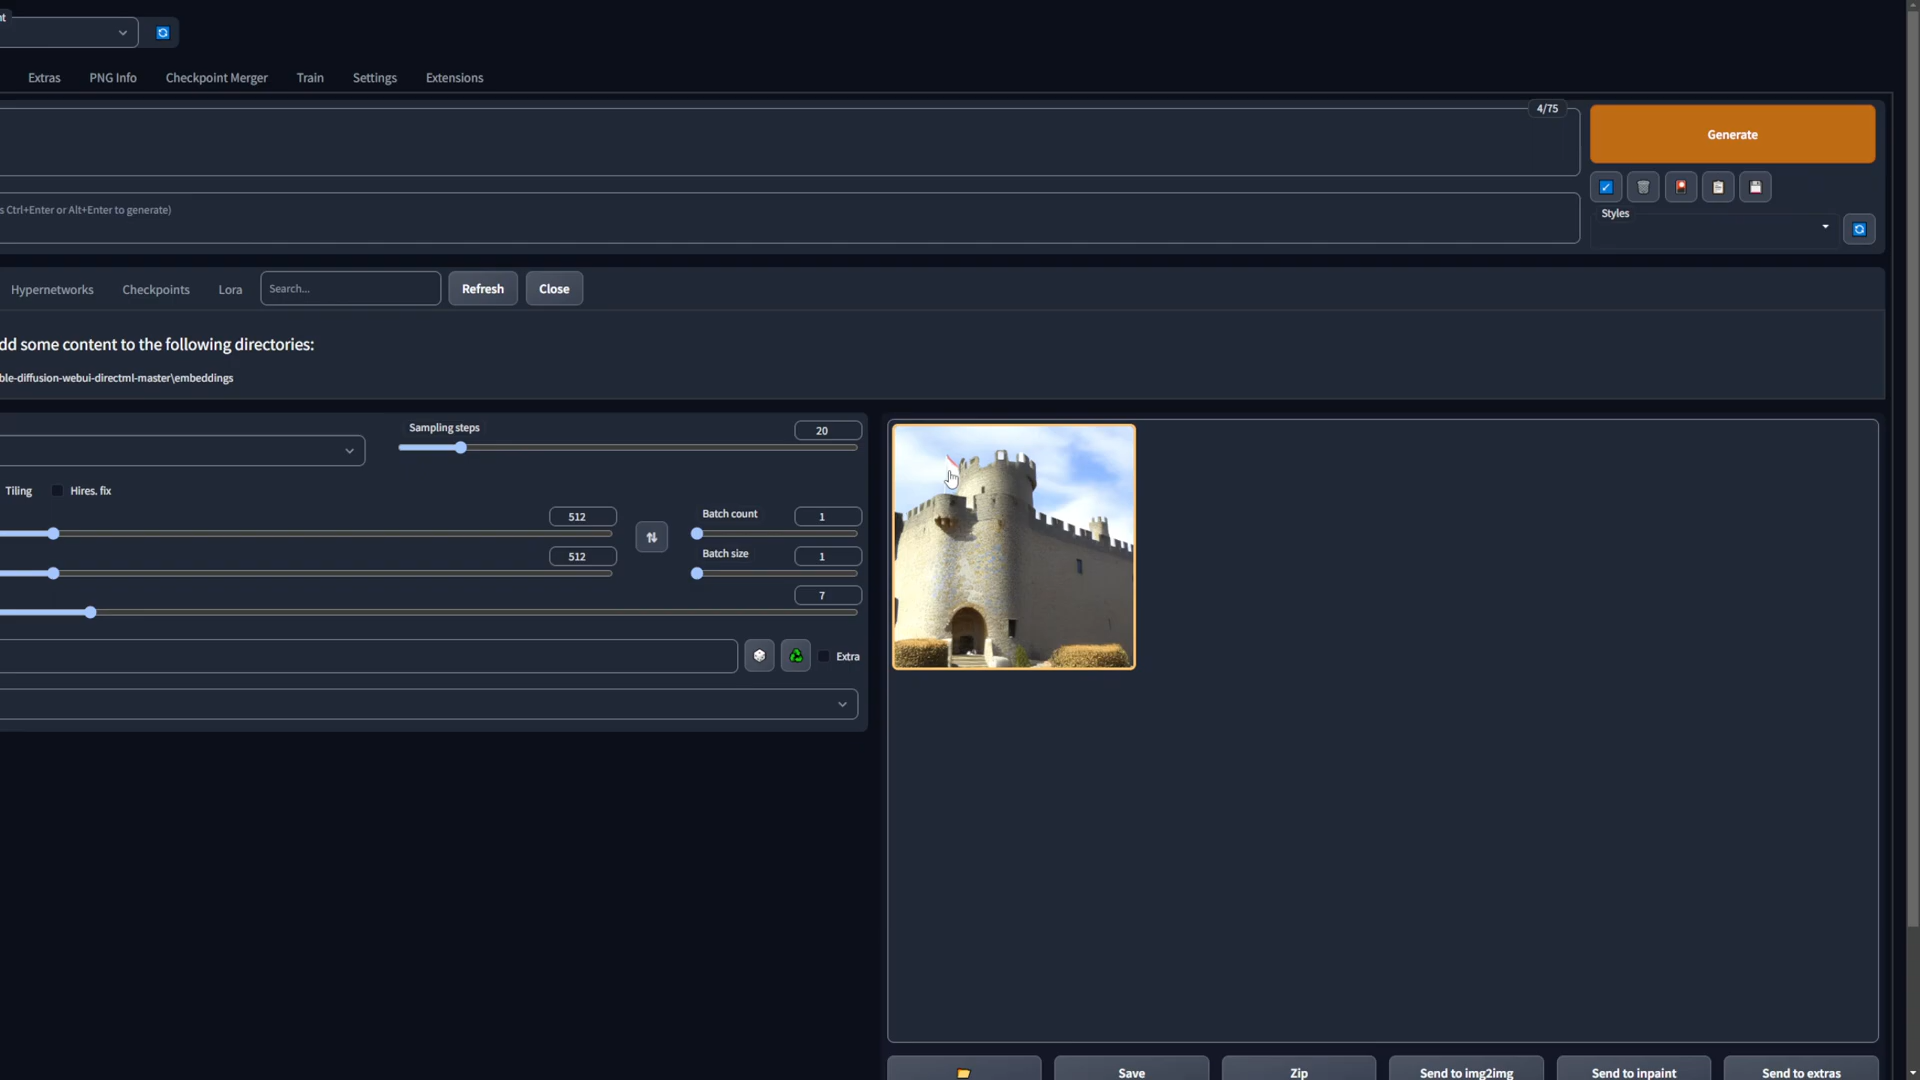 nt
Extras PNG Info Checkpoint Merger Train Settings Extensions
4/75
Generate
s Ctrl+Enter or Alt+Enter to generate)
Styles
Hypernetworks Checkpoints Lora Search... Refresh Close
dd some content to the following directories:
ble-diffusion-webui-directml-master\embeddings
Sampling steps 20
Tiling Hires. fix
512 Batch count 1
512 Batch size 1
7
Extra
Save Zip Send to img2img Send to inpaint Send to extras